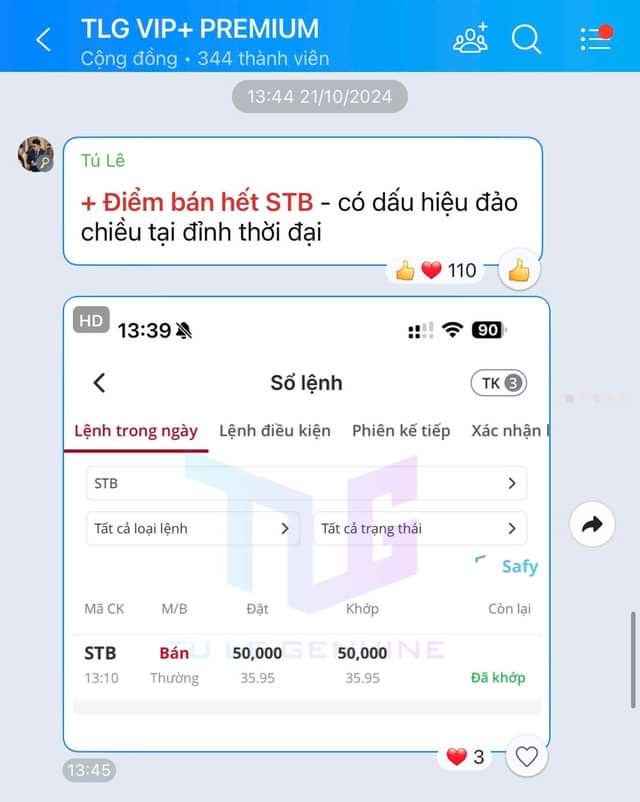 TLG VIP+ PREMIUM
Cộng đồng • 344 thành viên
13:44 21/10/2024
Tú Lê
+ Điểm bán hết STB - có dấu hiệu đảo
chiều tại đỉnh thời đại
110
HD
13:39
90
Sổ lệnh
TK 3
Lệnh trong ngày Lệnh điều kiện Phiên kế tiếp Xác nhận l
STB
Tất cả loại lệnh Tất cả trạng thái
TLG
Safy
Mã CK M/B Đặt Khớp Còn lại
TU LE GENUINE
STB Bán 50,000 50,000
13:10 Thường 35.95 35.95 Đã khớp
3
13:45